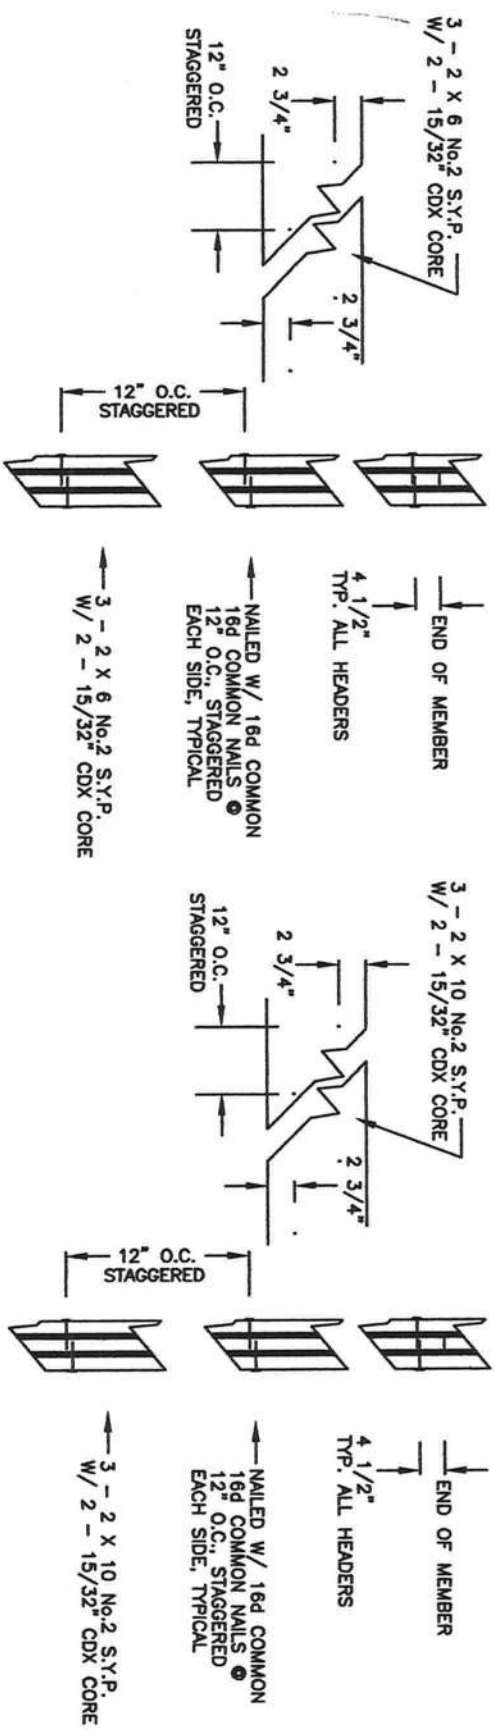 3 - 2 X 6 No.2 S.Y.P.
W/ 2 - 15/32" CDX CORE
2 3/4"
2 3/4"
12" O.C.
STAGGERED
12" O.C.
STAGGERED
END OF MEMBER
4 1/2"
TYP. ALL HEADERS
NAILED W/ 16d COMMON
16d COMMON NAILS @
12" O.C., STAGGERED
EACH SIDE, TYPICAL
3 - 2 X 6 No.2 S.Y.P.
W/ 2 - 15/32" CDX CORE
3 - 2 X 10 No.2 S.Y.P.
W/ 2 - 15/32" CDX CORE
2 3/4"
2 3/4"
12" O.C.
STAGGERED
12" O.C.
STAGGERED
END OF MEMBER
4 1/2"
TYP. ALL HEADERS
NAILED W/ 16d COMMON
16d COMMON NAILS @
12" O.C., STAGGERED
EACH SIDE, TYPICAL
3 - 2 X 10 No.2 S.Y.P.
W/ 2 - 15/32" CDX CORE